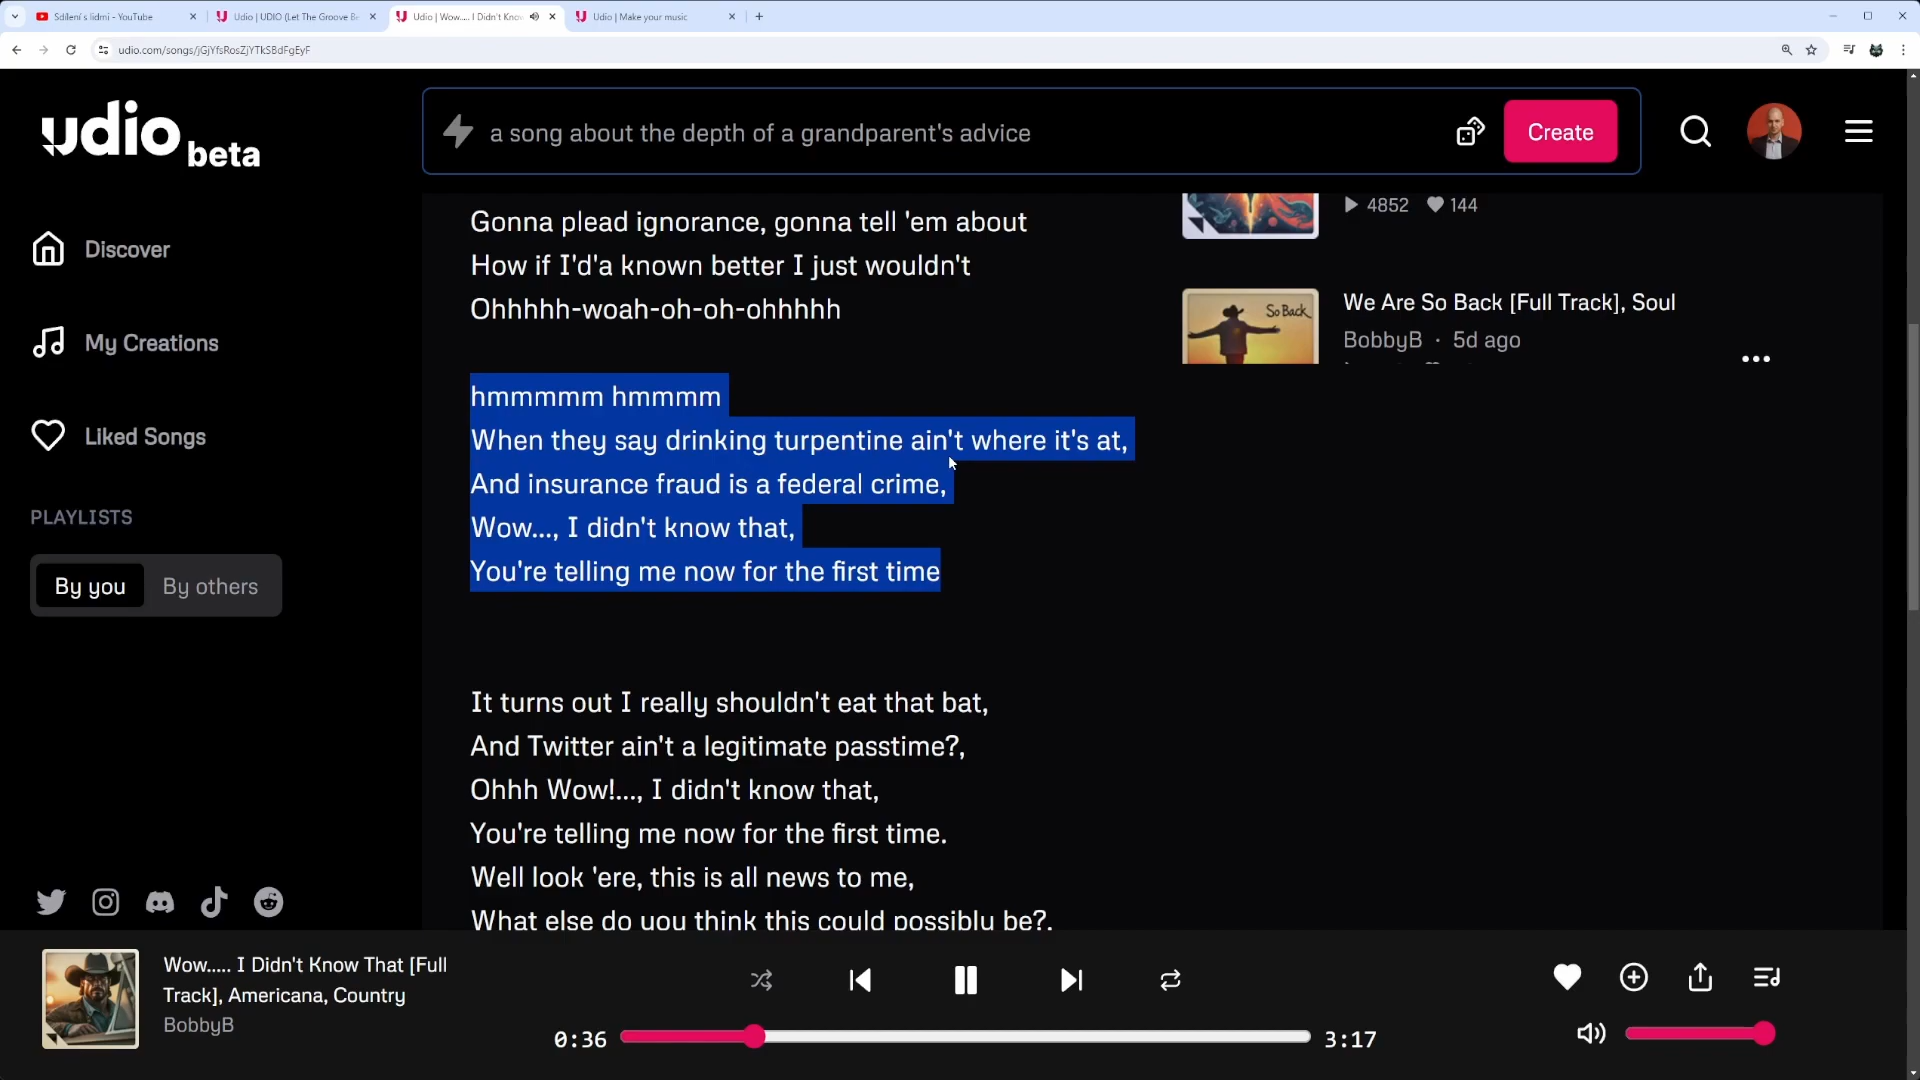 Sdílení s lidmi - YouTube
Udio | UDIO (Let The Groove Be
Udio | Wow..... I Didn't Know
Udio | Make your music
udio.com/songs/jGjYfsRosZjYTkSBdFgEyF
udio beta
a song about the depth of a grandparent's advice
Create
Discover
My Creations
Liked Songs
PLAYLISTS
By you
By others
Gonna plead ignorance, gonna tell 'em about
How if I'd'a known better I just wouldn't
Ohhhhh-woah-oh-oh-ohhhhh
hmmmmm hmmmm
When they say drinking turpentine ain't where it's at,
And insurance fraud is a federal crime,
Wow..., I didn't know that,
You're telling me now for the first time
It turns out I really shouldn't eat that bat,
And Twitter ain't a legitimate passtime?,
Ohhh Wow!..., I didn't know that,
You're telling me now for the first time.
Well look 'ere, this is all news to me,
What else do you think this could possibly be?.
4852 144
So Back
We Are So Back [Full Track], Soul
BobbyB · 5d ago
Wow..... I Didn't Know That [Full
Track], Americana, Country
BobbyB
0:36
3:17